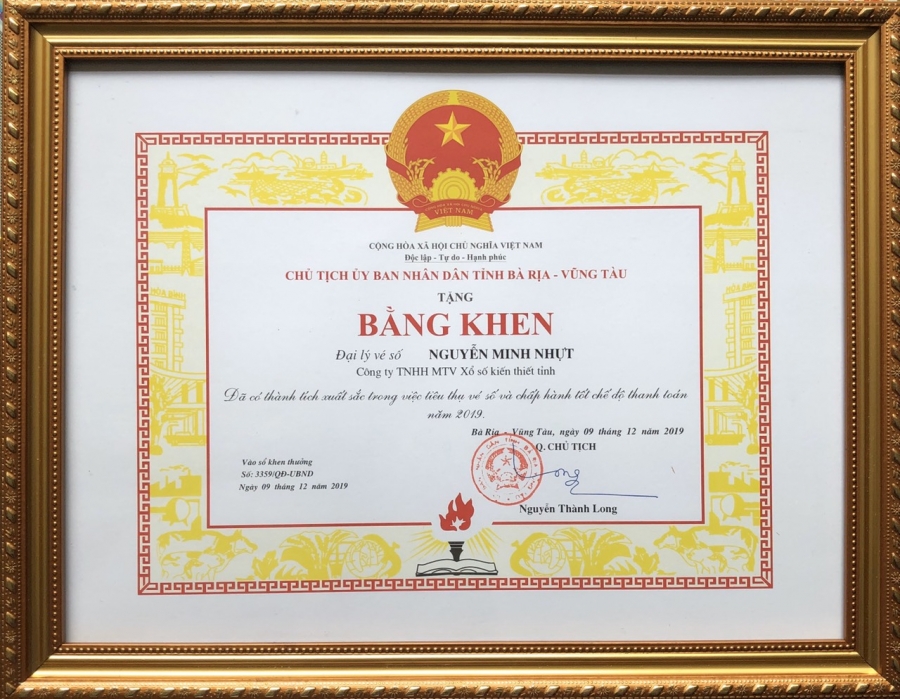 VIỆT NAM
CỘNG HÒA XÃ HỘI CHỦ NGHĨA VIỆT NAM
Độc lập - Tự do - Hạnh phúc
CHỦ TỊCH ỦY BAN NHÂN DÂN TỈNH BÀ RỊA - VŨNG TÀU
TẶNG
BẰNG KHEN
Đại lý vé số NGUYỄN MINH NHỰT
Công ty TNHH MTV Xổ số kiến thiết tỉnh
Đã có thành tích xuất sắc trong việc tiêu thụ vé số và chấp hành tốt chế độ thanh toán
năm 2019.
Bà Rịa - Vũng Tàu, ngày 09 tháng 12 năm 2019
Q. CHỦ TỊCH
Vào sổ khen thưởng
Số: 3359/QĐ-UBND
Ngày 09 tháng 12 năm 2019
Nguyễn Thành Long